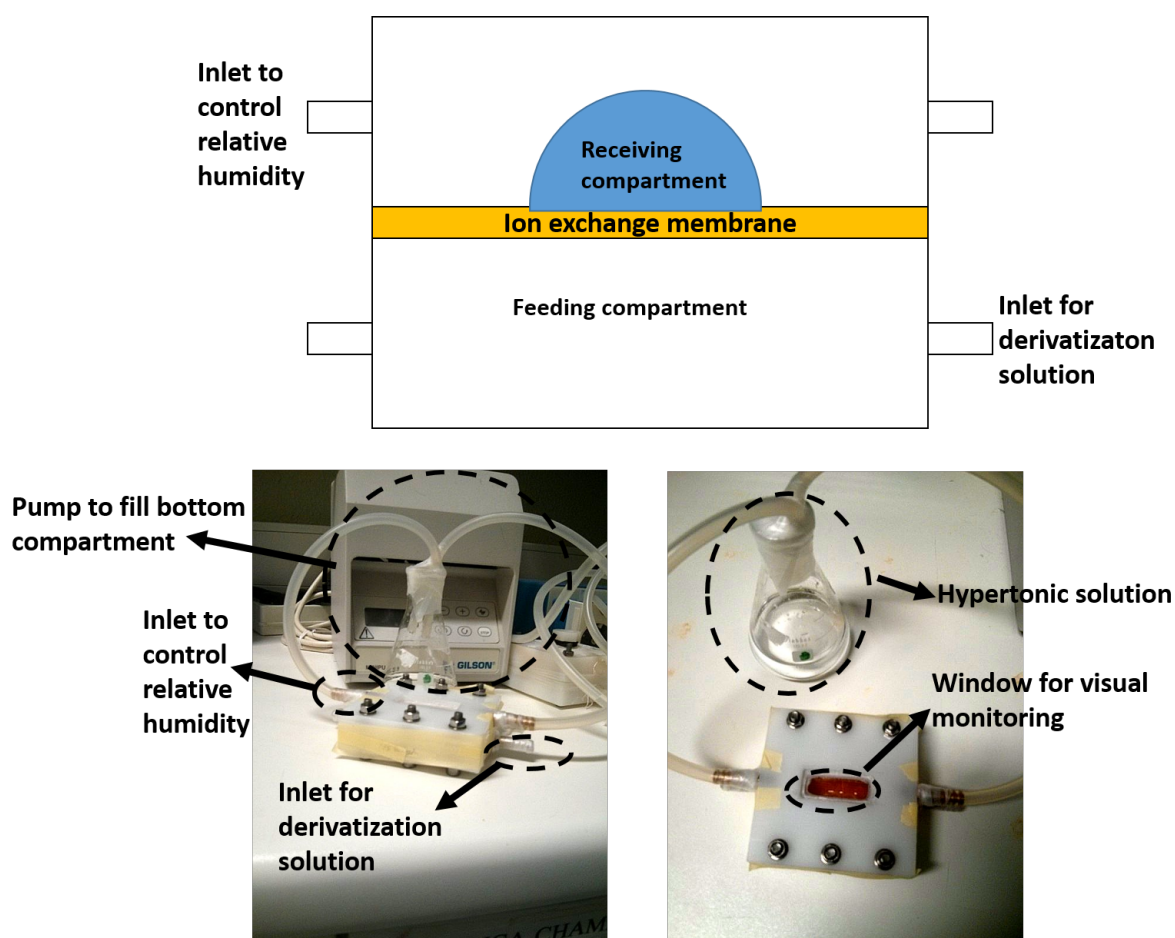 Inlet to
control
relative
humidity
Receiving
compartment
Ion exchange membrane
Feeding compartment
Inlet for
derivatizaton
solution
Pump to fill bottom
compartment
Inlet to
control
relative
humidity
GILSON
Inlet for
derivatization
solution
Hypertonic solution
Window for visual
monitoring
CHAM